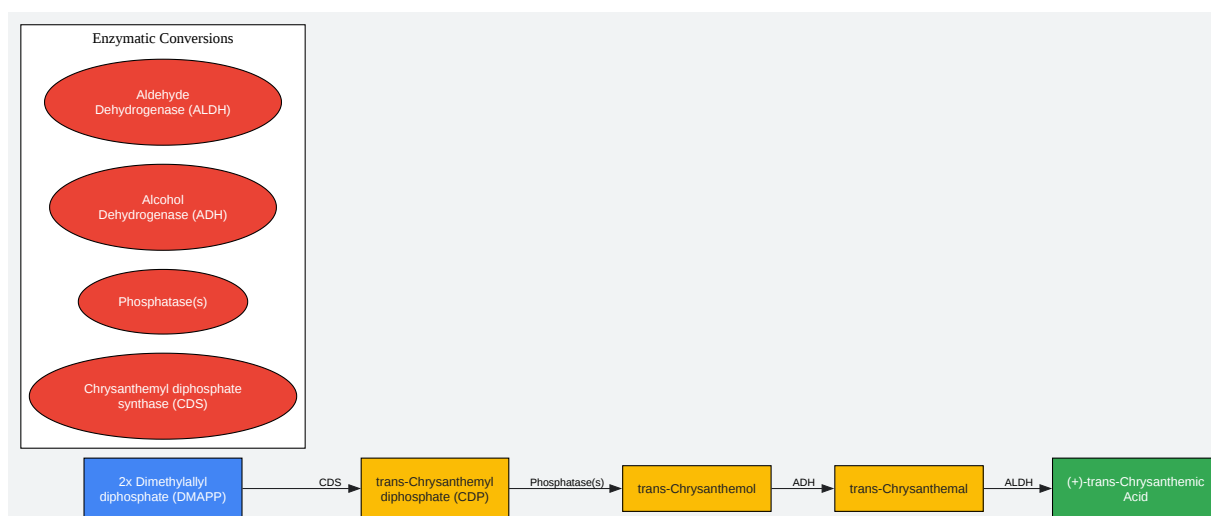 Enzymatic Conversions
Aldehyde
Dehydrogenase (ALDH)
Alcohol
Dehydrogenase (ADH)
Phosphatase(s)
Chrysanthemyl diphosphate
synthase (CDS)
2x Dimethylallyl
diphosphate (DMAPP)
CDS
trans-Chrysanthemyl
diphosphate (CDP)
Phosphatase(s)
trans-Chrysanthemol
ADH
trans-Chrysanthemal
ALDH
(+)-trans-Chrysanthemic
Acid